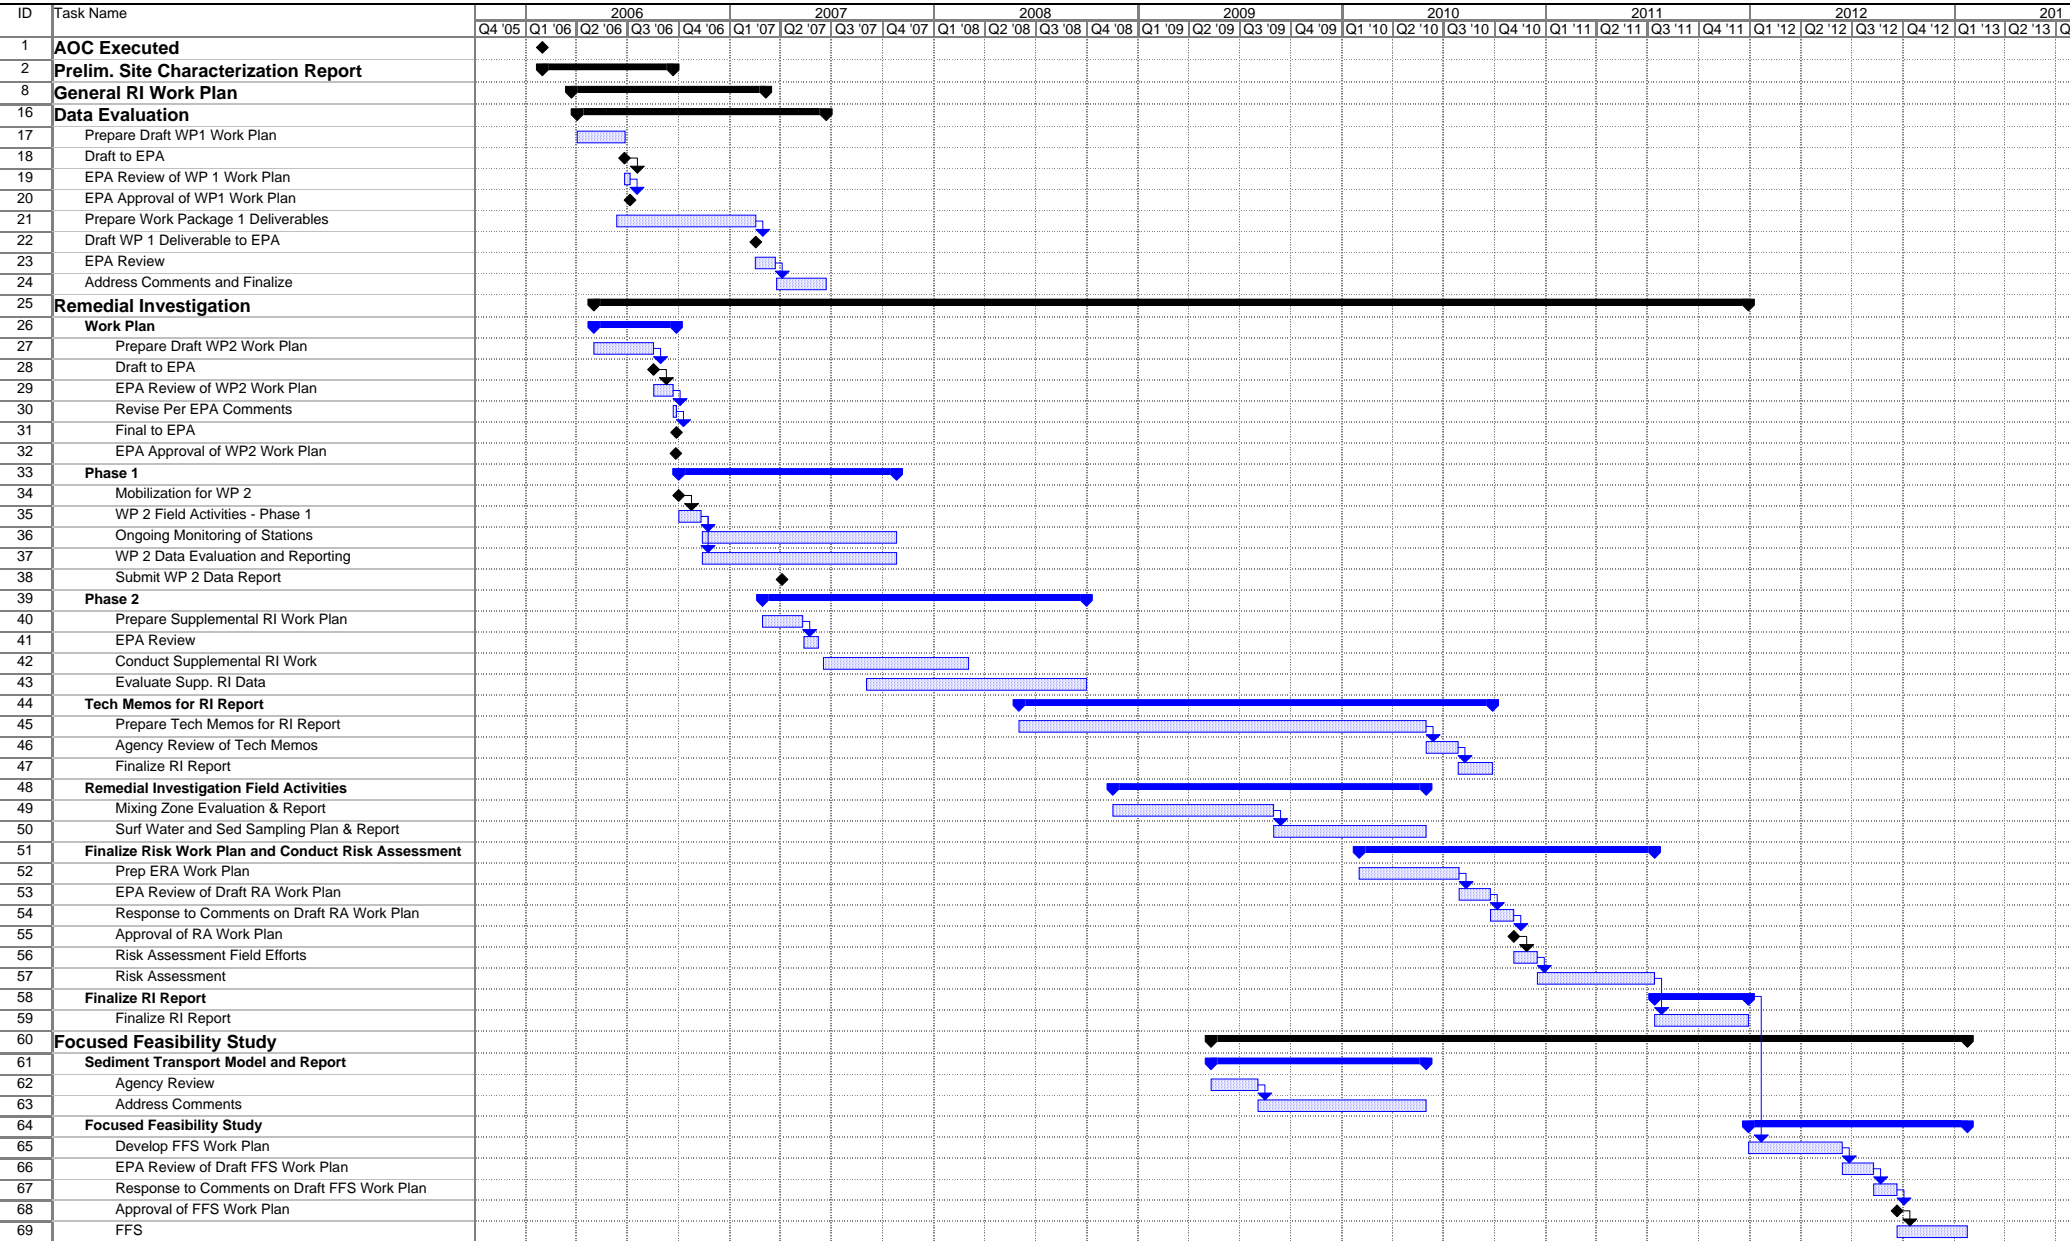 ID Task Name 2006 2007 2008 2009 2010 2011 2012 201
Q4 '05 Q1 '06 Q2 '06 Q3 '06 Q4 '06 Q1 '07 Q2 '07 Q3 '07 Q4 '07 Q1 '08 Q2 '08 Q3 '08 Q4 '08 Q1 '09 Q2 '09 Q3 '09 Q4 '09 Q1 '10 Q2 '10 Q3 '10 Q4 '10 Q1 '11 Q2 '11 Q3 '11 Q4 '11 Q1 '12 Q2 '12 Q3 '12 Q4 '12 Q1 '13 Q2 '13 Q
1 AOC Executed
2 Prelim. Site Characterization Report
8 General RI Work Plan
16 Data Evaluation
17 Prepare Draft WP1 Work Plan
18 Draft to EPA
19 EPA Review of WP 1 Work Plan
20 EPA Approval of WP1 Work Plan
21 Prepare Work Package 1 Deliverables
22 Draft WP 1 Deliverable to EPA
23 EPA Review
24 Address Comments and Finalize
25 Remedial Investigation
26 Work Plan
27 Prepare Draft WP2 Work Plan
28 Draft to EPA
29 EPA Review of WP2 Work Plan
30 Revise Per EPA Comments
31 Final to EPA
32 EPA Approval of WP2 Work Plan
33 Phase 1
34 Mobilization for WP 2
35 WP 2 Field Activities - Phase 1
36 Ongoing Monitoring of Stations
37 WP 2 Data Evaluation and Reporting
38 Submit WP 2 Data Report
39 Phase 2
40 Prepare Supplemental RI Work Plan
41 EPA Review
42 Conduct Supplemental RI Work
43 Evaluate Supp. RI Data
44 Tech Memos for RI Report
45 Prepare Tech Memos for RI Report
46 Agency Review of Tech Memos
47 Finalize RI Report
48 Remedial Investigation Field Activities
49 Mixing Zone Evaluation & Report
50 Surf Water and Sed Sampling Plan & Report
51 Finalize Risk Work Plan and Conduct Risk Assessment
52 Prep ERA Work Plan
53 EPA Review of Draft RA Work Plan
54 Response to Comments on Draft RA Work Plan
55 Approval of RA Work Plan
56 Risk Assessment Field Efforts
57 Risk Assessment
58 Finalize RI Report
59 Finalize RI Report
60 Focused Feasibility Study
61 Sediment Transport Model and Report
62 Agency Review
63 Address Comments
64 Focused Feasibility Study
65 Develop FFS Work Plan
66 EPA Review of Draft FFS Work Plan
67 Response to Comments on Draft FFS Work Plan
68 Approval of FFS Work Plan
69 FFS